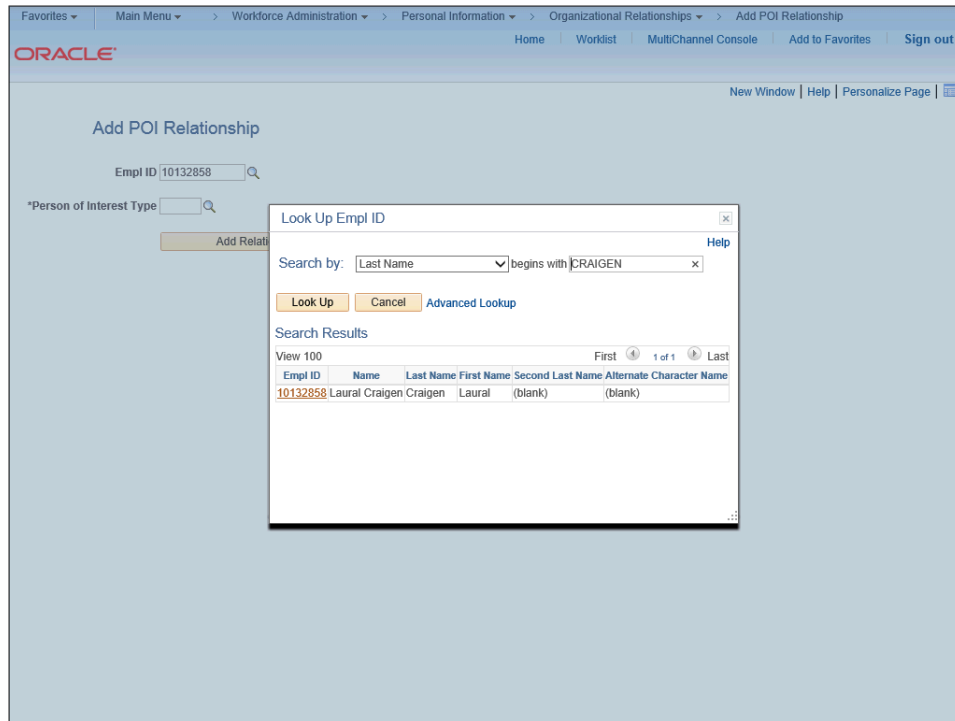 Favorites Main Menu > Workforce Administration > Personal Information > Organizational Relationships > Add POI Relationship
Home Worklist MultiChannel Console Add to Favorites Sign out
ORACLE
New Window | Help | Personalize Page |
Add POI Relationship
Empl ID 10132858
*Person of Interest Type
Add Relati
Look Up Empl ID
Help
Search by: Last Name begins with CRAIGEN ×
Look Up Cancel Advanced Lookup
Search Results
View 100 First 1 of 1 Last
Empl ID Name Last Name First Name Second Last Name Alternate Character Name
10132858 Laural Craigen Craigen Laural (blank) (blank)